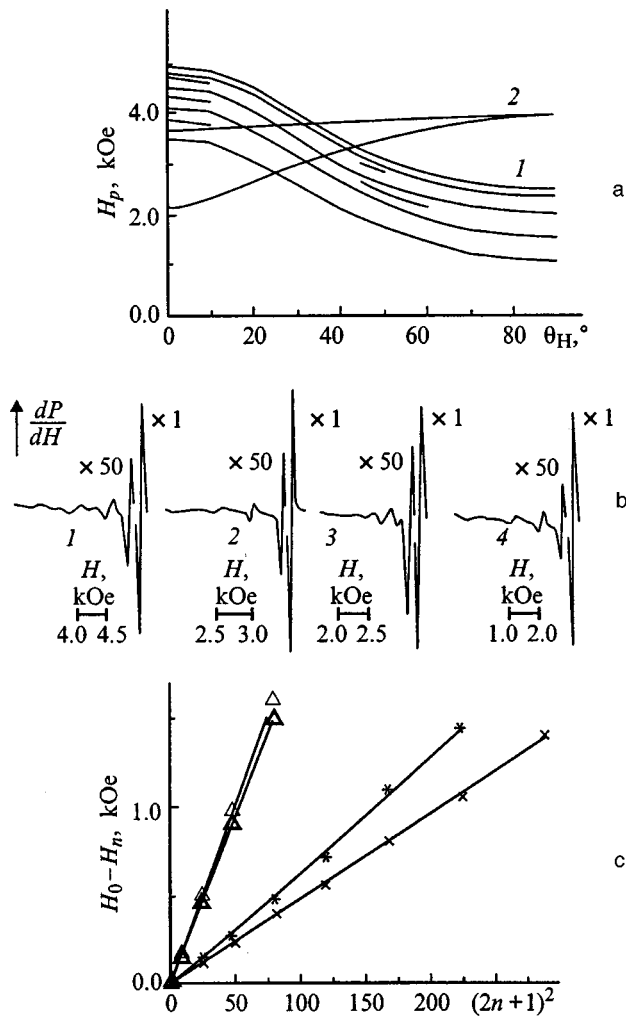 4.0
2.0
0.0
H_p, kOe
2
1
a
0 20 40 60 80 θ_H,°
dP
dH
× 1 × 1 × 1 × 1
× 50 × 50 × 50 × 50
b
1 2 3 4
H, H, H, H,
kOe kOe kOe kOe
4.0 4.5 2.5 3.0 2.0 2.5 1.0 2.0
H_0–H_n, kOe
1.0
0.0
c
0 50 100 150 200 (2n+1)^2